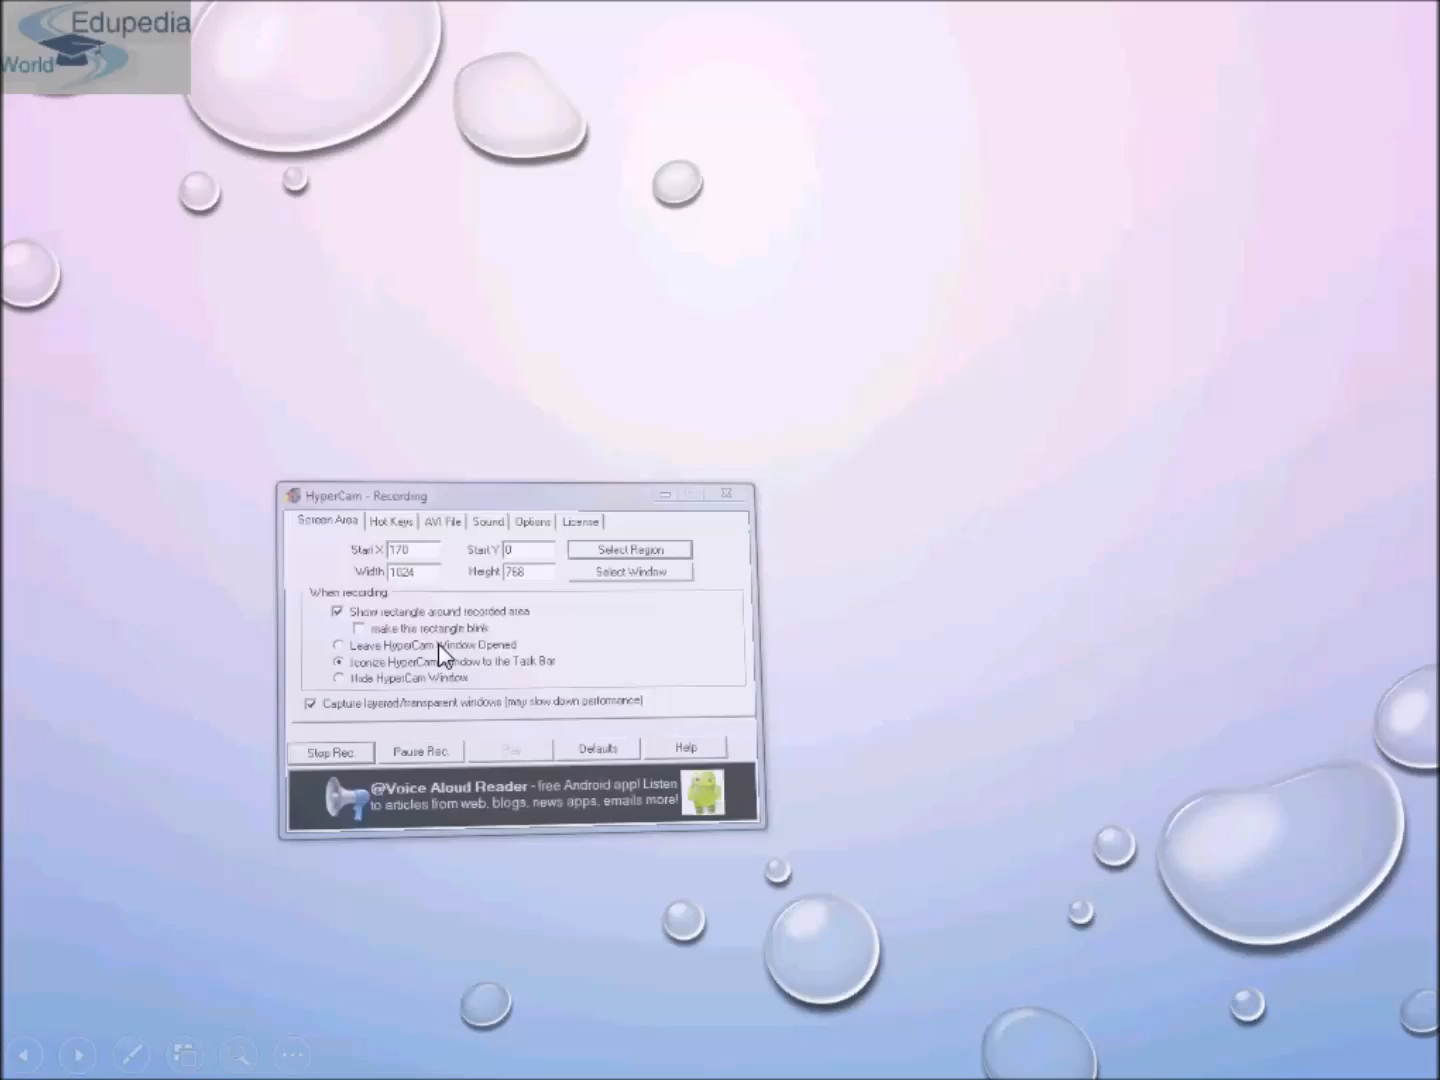 Edupedia
World
HyperCam - Recording
Screen Area Hot Keys AVI File Sound Options License
Start X 170 Start Y 0 Select Region
Width 1024 Height 768 Select Window
When recording
Show rectangle around recorded area
make this rectangle blink
Leave HyperCam Window Opened
Iconize HyperCam Window to the Task Bar
Hide HyperCam Window
Capture layered/transparent windows (may slow down performance)
Stop Rec. Pause Rec. Play Defaults Help
@Voice Aloud Reader - free Android app! Listen
to articles from web, blogs, news apps, emails more!